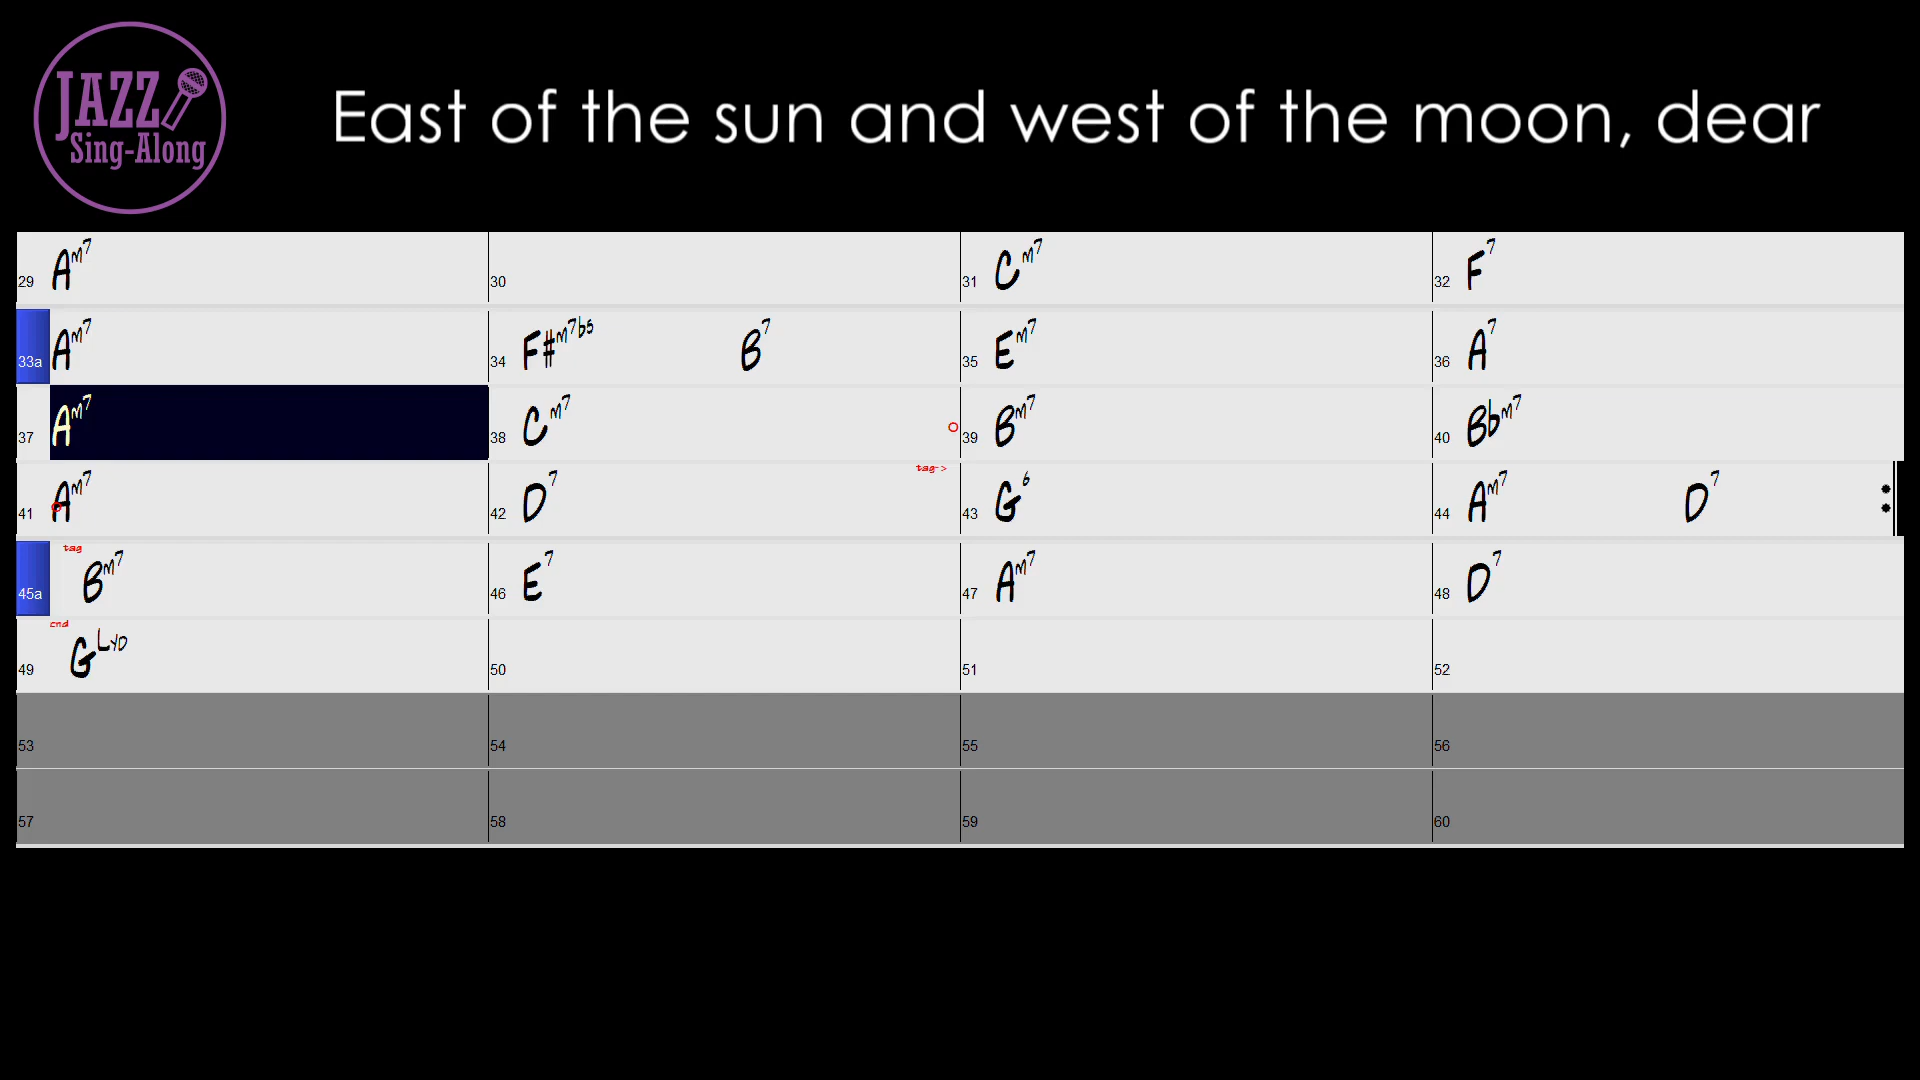 JAZZ
Sing-Along
East of the sun and west of the moon, dear
29 Am7 30 31 Cm7 32 F7
33a Am7 34 F#m7b5 B7 35 Em7 36 A7
37 Am7 38 Cm7 39 Bm7 40 Bbm7
tag->
41 Am7 42 D7 43 G6 44 Am7 D7
tag
45a Bm7 46 E7 47 Am7 48 D7
end
49 GLyd 50 51 52
53 54 55 56
57 58 59 60